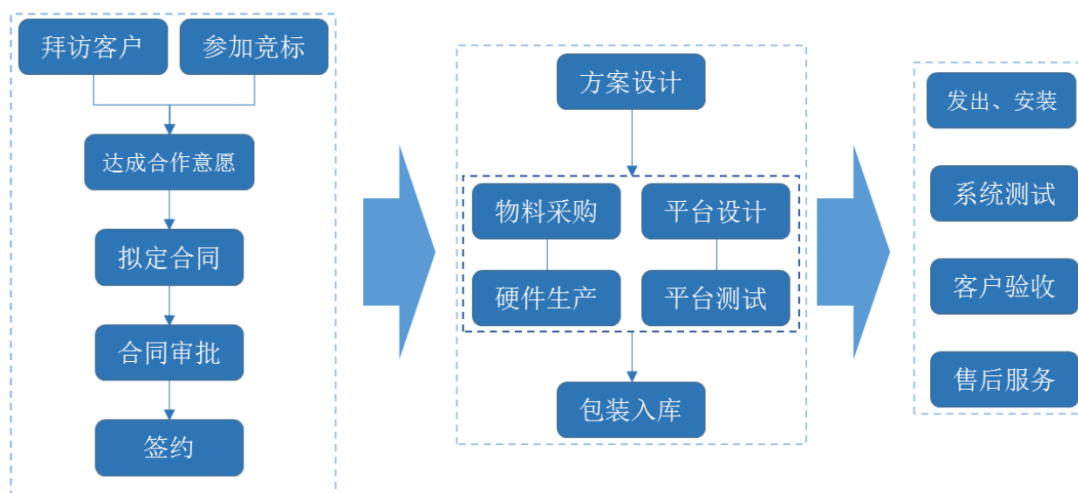 拜访客户
参加竞标
达成合作意愿
拟定合同
合同审批
签约
方案设计
物料采购
平台设计
硬件生产
平台测试
包装入库
发出、安装
系统测试
客户验收
售后服务